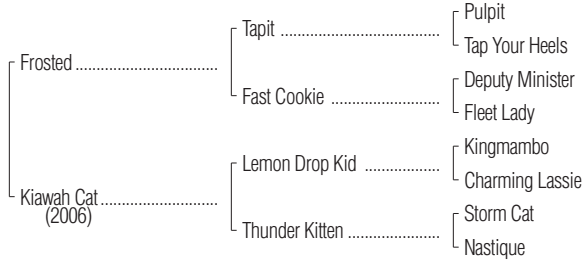 Pulpit
Tapit ..........................................
Tap Your Heels
Frosted .....................................
Deputy Minister
Fast Cookie .............................
Fleet Lady
Kingmambo
Lemon Drop Kid ....................
Charming Lassie
Kiawah Cat..............................
(2006)
Storm Cat
Thunder Kitten ........................
Nastique